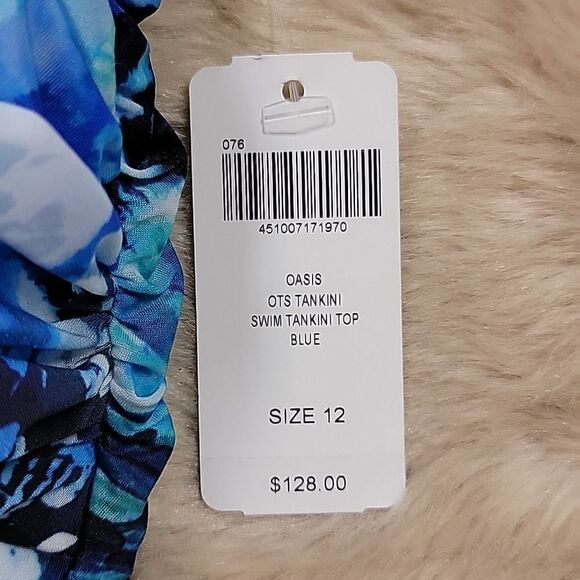 076
451007171970
OASIS
OTS TANKINI
SWIM TANKINI TOP
BLUE
SIZE 12
$128.00